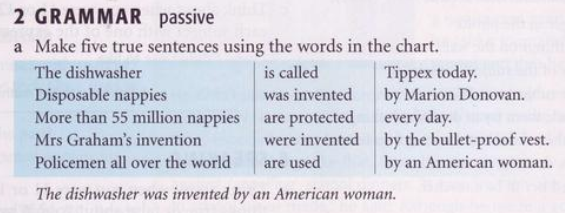 2 GRAMMAR passive
a Make five true sentences using the words in the chart.
The dishwasher is called Tippex today.
Disposable nappies was invented by Marion Donovan.
More than 55 million nappies are protected every day.
Mrs Graham's invention were invented by the bullet-proof vest.
Policemen all over the world are used by an American woman.
The dishwasher was invented by an American woman.